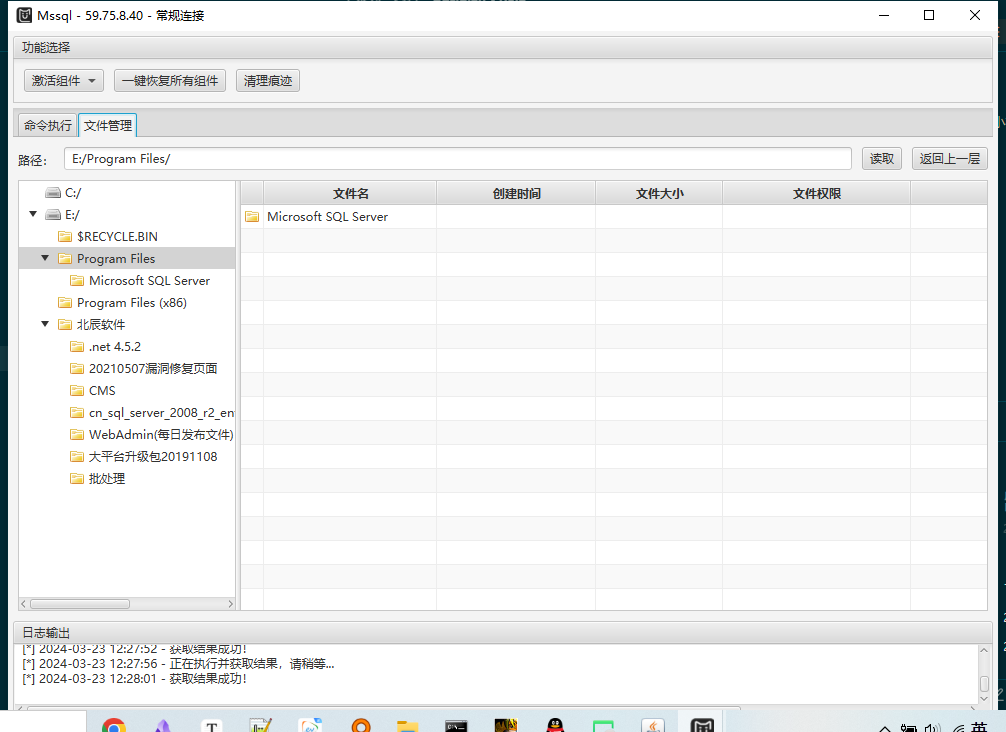 Mssql - 59.75.8.40 - 常规连接
功能选择
激活组件 一键恢复所有组件 清理痕迹
命令执行 文件管理
路径: E:/Program Files/ 读取 返回上一层
C:/
E:/
$RECYCLE.BIN
Program Files
Microsoft SQL Server
Program Files (x86)
北辰软件
.net 4.5.2
20210507漏洞修复页面
CMS
cn_sql_server_2008_r2_en
WebAdmin(每日发布文件)
大平台升级包20191108
批处理
文件名 创建时间 文件大小 文件权限
Microsoft SQL Server
日志输出
[*] 2024-03-23 12:27:52 - 获取结果成功!
[*] 2024-03-23 12:27:56 - 正在执行并获取结果，请稍等...
[*] 2024-03-23 12:28:01 - 获取结果成功!
英